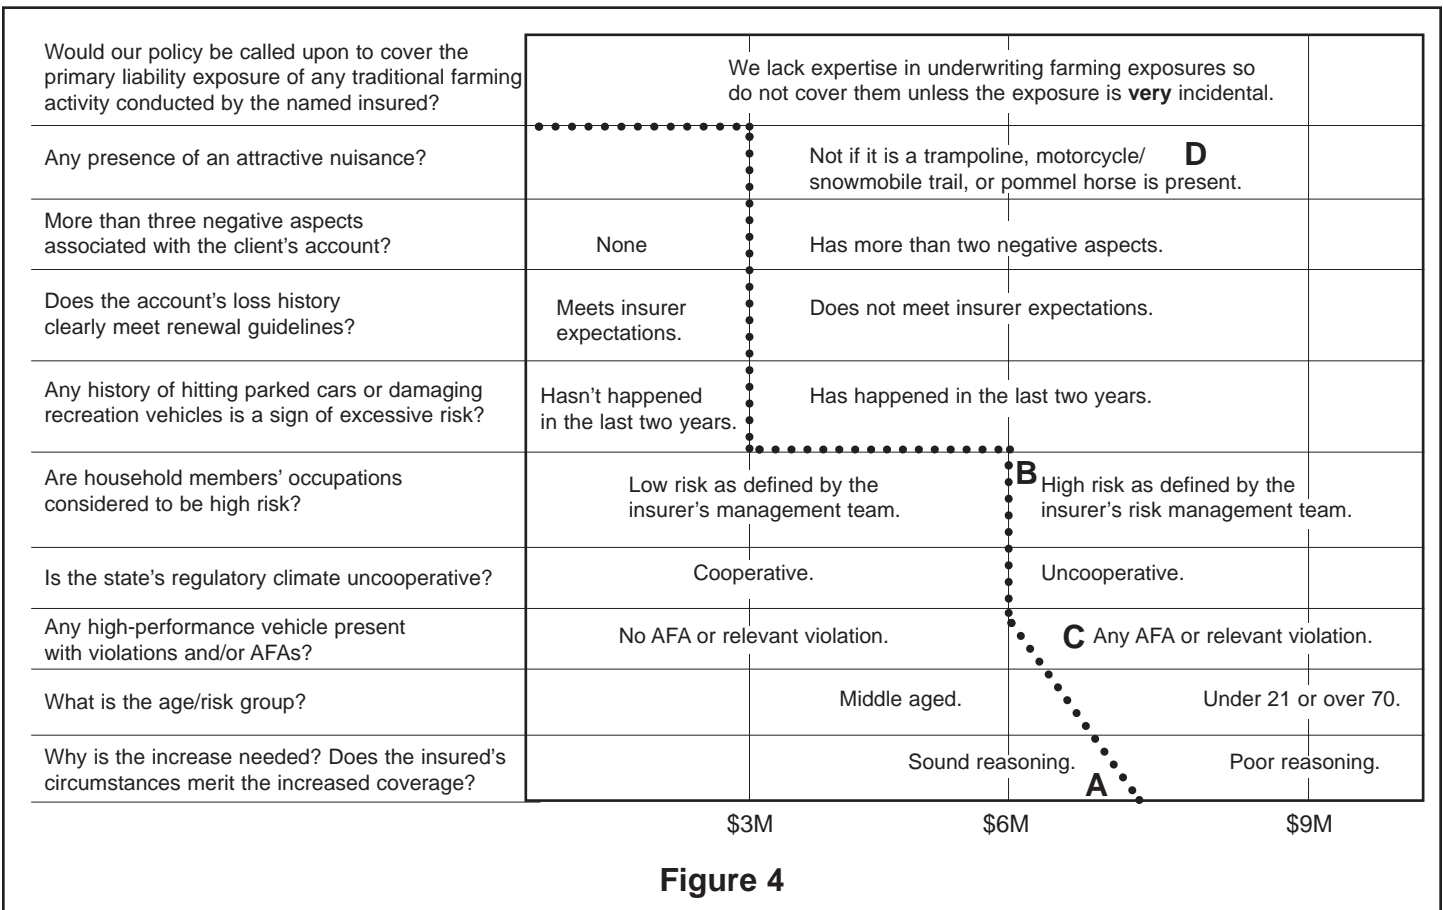 Would our policy be called upon to cover the
primary liability exposure of any traditional farming
activity conducted by the named insured?
We lack expertise in underwriting farming exposures so
do not cover them unless the exposure is very incidental.
Any presence of an attractive nuisance?
Not if it is a trampoline, motorcycle/ D
snowmobile trail, or pommel horse is present.
More than three negative aspects
associated with the client's account?
None
Has more than two negative aspects.
Does the account's loss history
clearly meet renewal guidelines?
Meets insurer
expectations.
Does not meet insurer expectations.
Any history of hitting parked cars or damaging
recreation vehicles is a sign of excessive risk?
Hasn't happened
in the last two years.
Has happened in the last two years.
Are household members' occupations
considered to be high risk?
Low risk as defined by the
insurer's management team.
B
High risk as defined by the
insurer's risk management team.
Is the state's regulatory climate uncooperative?
Cooperative.
Uncooperative.
Any high-performance vehicle present
with violations and/or AFAs?
No AFA or relevant violation.
C Any AFA or relevant violation.
What is the age/risk group?
Middle aged.
Under 21 or over 70.
Why is the increase needed? Does the insured's
circumstances merit the increased coverage?
Sound reasoning.
A
Poor reasoning.
$3M
$6M
$9M
Figure 4